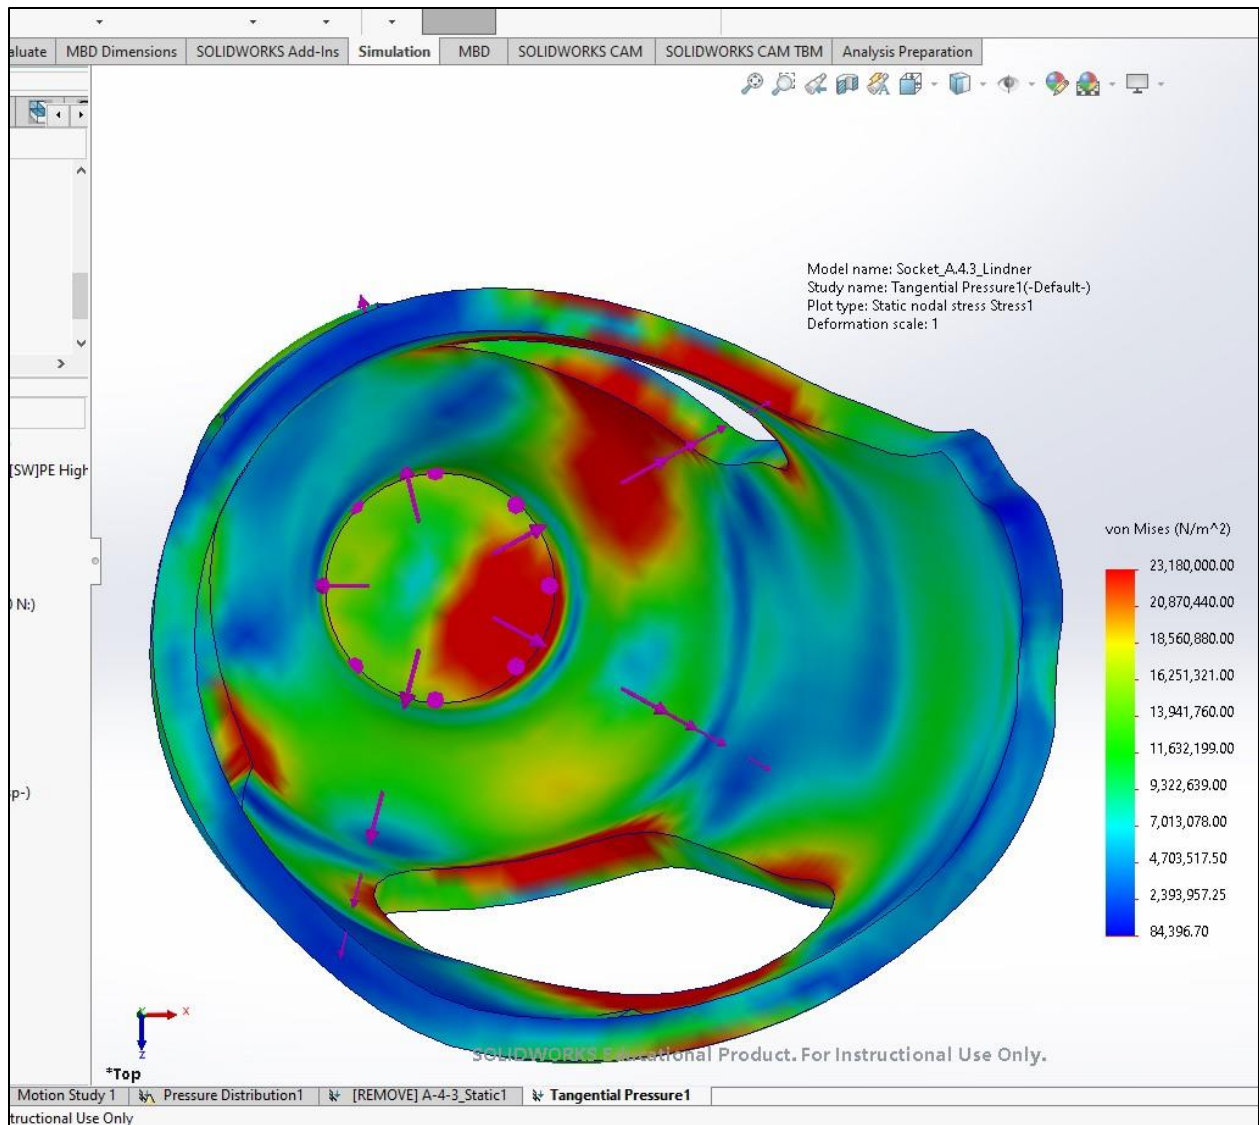 aluate MBD Dimensions SOLIDWORKS Add-Ins Simulation MBD SOLIDWORKS CAM SOLIDWORKS CAM TBM Analysis Preparation
Model name: Socket_A.4.3_Lindner
Study name: Tangential Pressure1(-Default-)
Plot type: Static nodal stress Stress1
Deformation scale: 1
[SW]PE High
N:)
p-)
von Mises (N/m^2)
23,180,000.00
20,870,440.00
18,560,880.00
16,251,321.00
13,941,760.00
11,632,199.00
9,322,639.00
7,013,078.00
4,703,517.50
2,393,957.25
84,396.70
x
z
SOLIDWORKS Educational Product. For Instructional Use Only.
*Top
Motion Study 1 Pressure Distribution1 [REMOVE] A-4-3_Static1 Tangential Pressure1
tructional Use Only